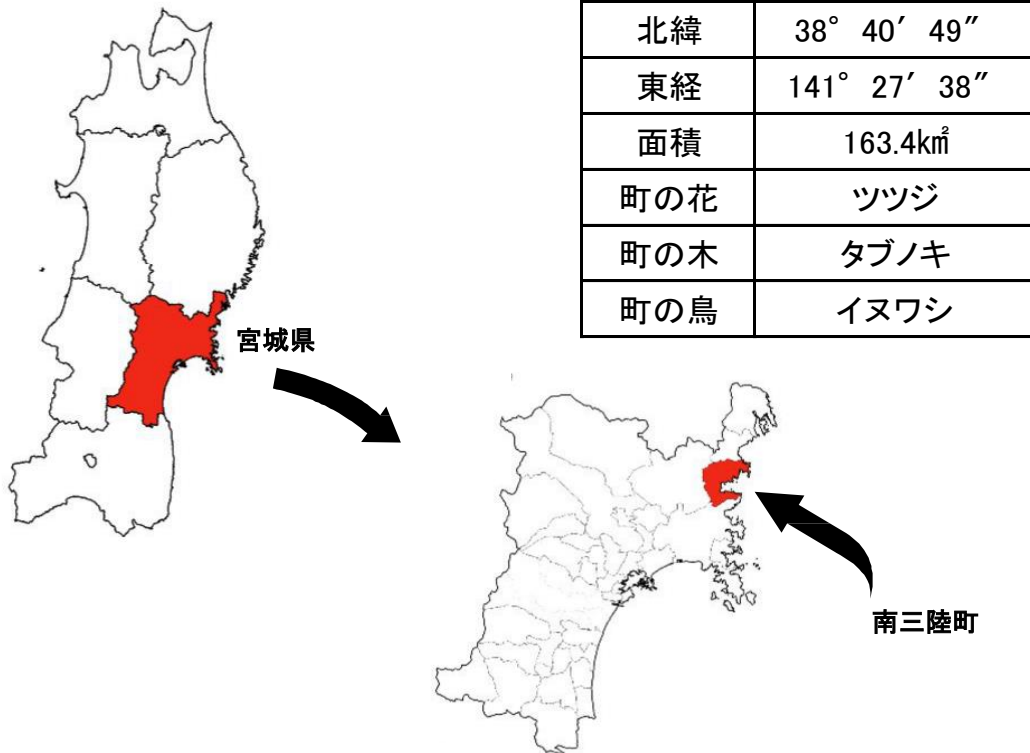 北緯 38° 40′ 49″
東経 141° 27′ 38″
面積 163.4㎢
町の花 ツツジ
町の木 タブノキ
町の鳥 イヌワシ
宮城県
南三陸町